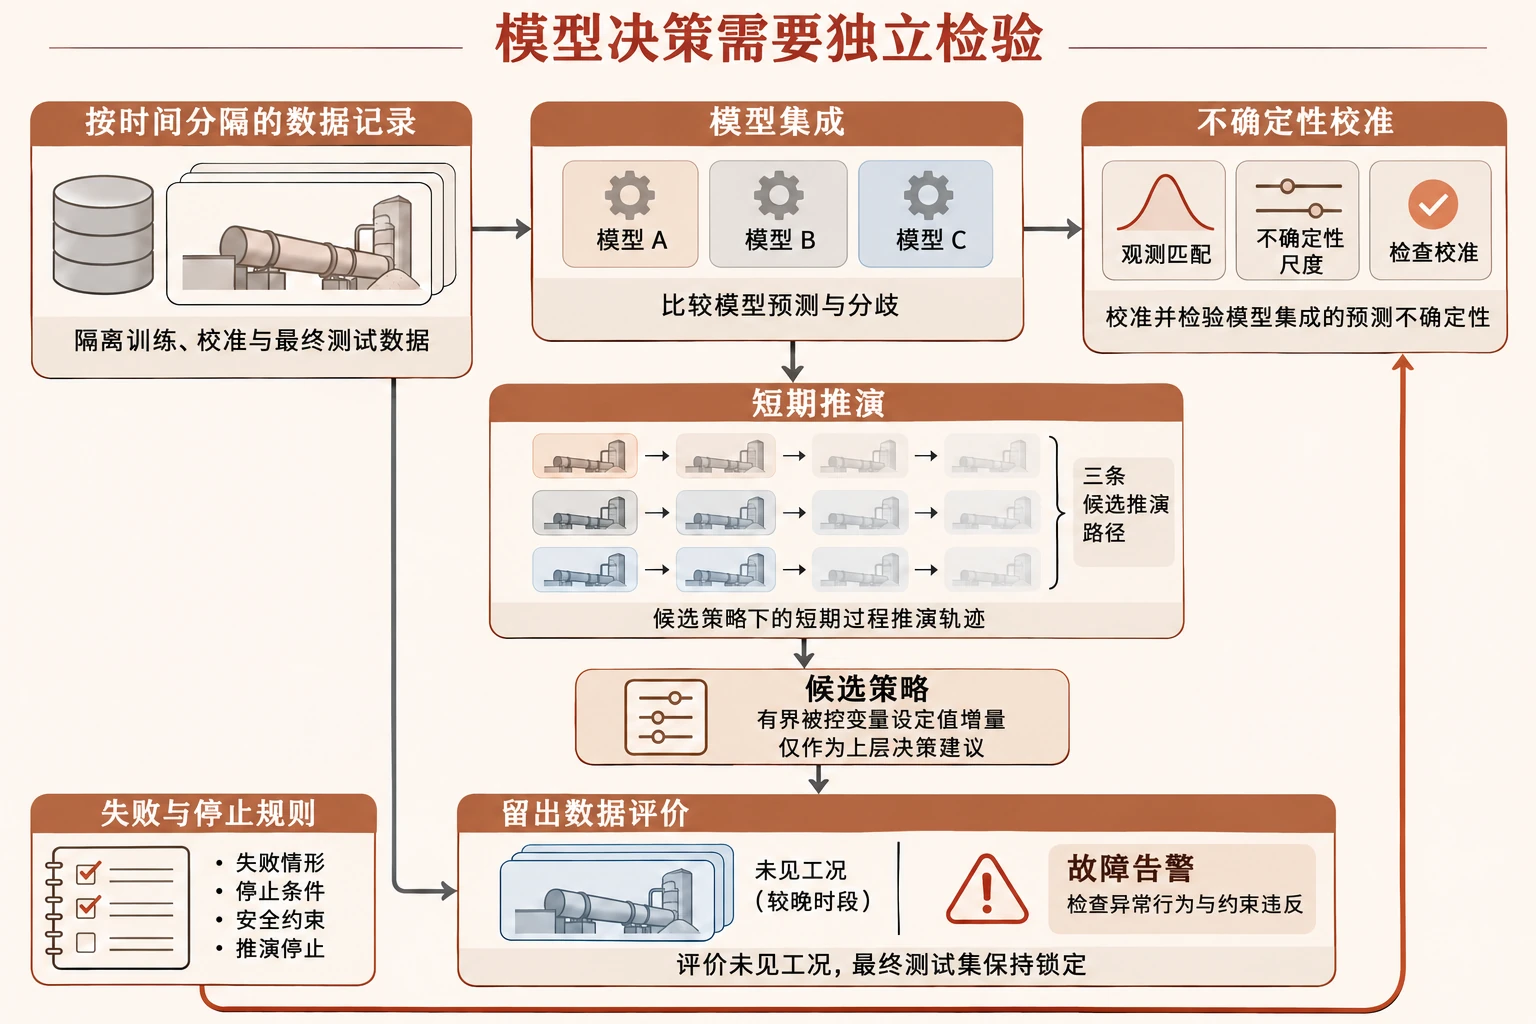 模型决策需要独立检验
按时间分隔的数据记录
隔离训练、校准与最终测试数据
模型集成
模型 A
模型 B
模型 C
比较模型预测与分歧
不确定性校准
观测匹配
不确定性
尺度
检查校准
校准并检验模型集成的预测不确定性
短期推演
三条
候选推演
路径
候选策略下的短期过程推演轨迹
候选策略
有界被控变量设定值增量
仅作为上层决策建议
失败与停止规则
• 失败情形
• 停止条件
• 安全约束
• 推演停止
留出数据评价
未见工况
（较晚时段）
故障告警
检查异常行为与约束违反
评价未见工况，最终测试集保持锁定